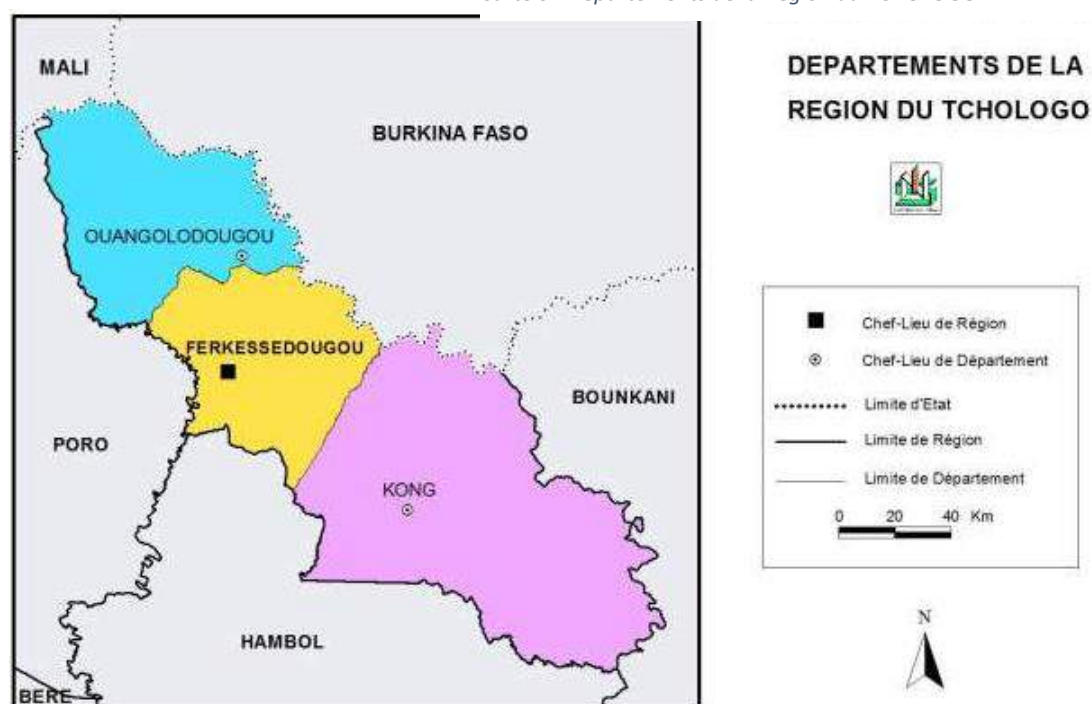 DEPARTEMENTS DE LA
REGION DU TCHOLOGO
MALI
BURKINA FASO
OUANGOLODOUGOU
FERKESSEDOUGOU
BOUNKANI
PORO
KONG
HAMBOL
BERE
Chef-Lieu de Région
Chef-Lieu de Département
Limite d'Etat
Limite de Région
Limite de Département
0 20 40 Km
N